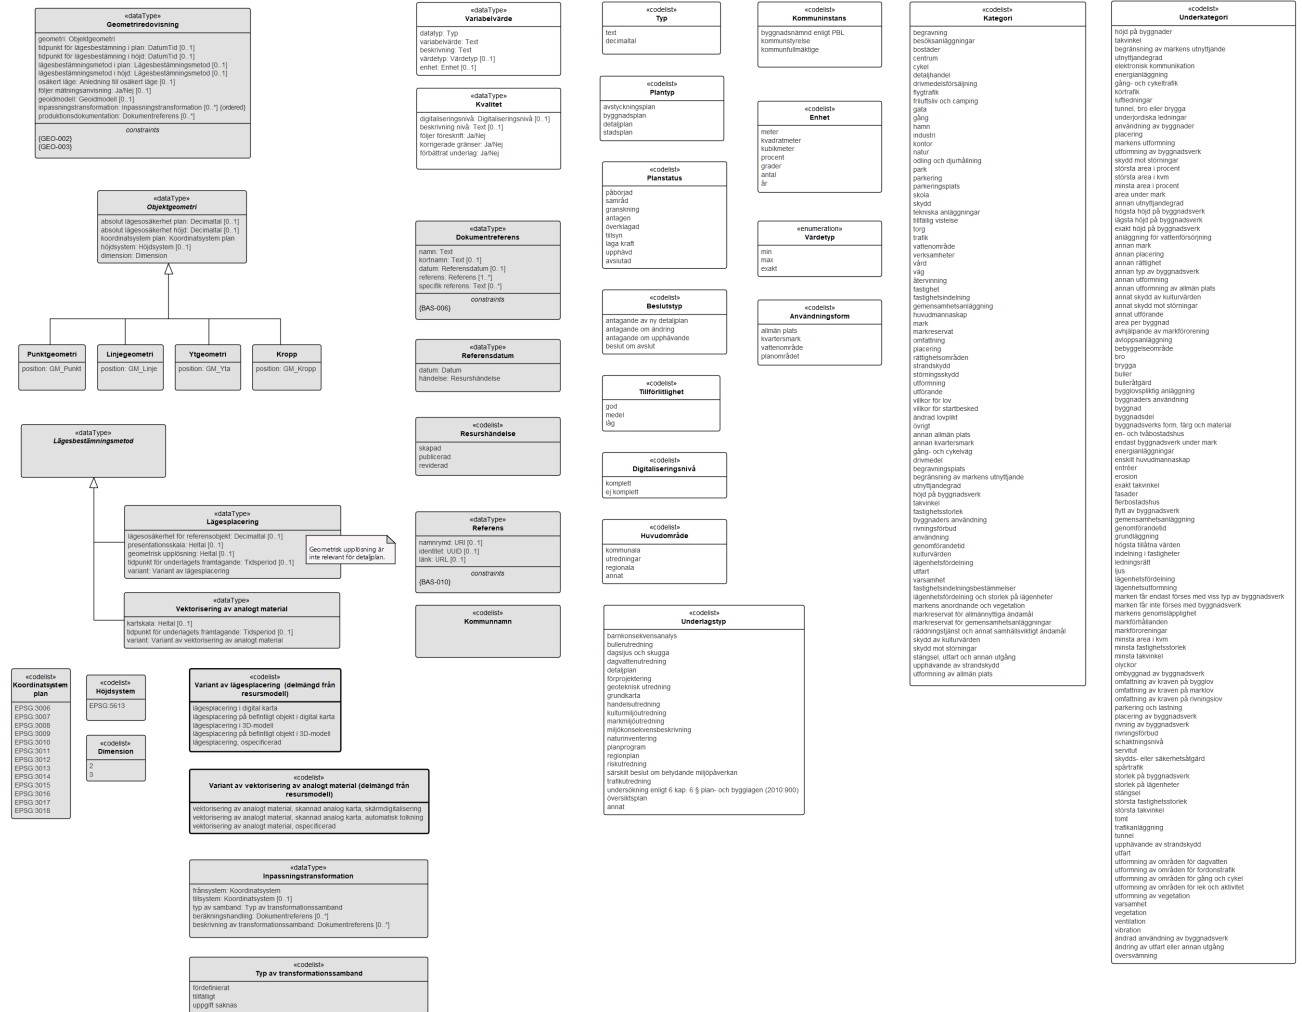 «dataType»
Geometriredovisning
geometri: Objektgeometri
tidpunkt för lägesbestämning i plan: DatumTid [0..1]
tidpunkt för lägesbestämning i höjd: DatumTid [0..1]
lägesbestämningsmetod i plan: Lägesbestämningsmetod [0..1]
lägesbestämningsmetod i höjd: Lägesbestämningsmetod [0..1]
osäkert läge: Anledning till osäkert läge [0..1]
följer mätningsanvisning: Ja/Nej [0..1]
geoidmodell: Geoidmodell [0..1]
inpassningstransformation: Inpassningstransformation [0..*] {ordered}
produktionsdokumentation: Dokumentreferens [0..*]
constraints
{GEO-002}
{GEO-003}
«dataType»
Objektgeometri
absolut lägesosäkerhet plan: Decimaltal [0..1]
absolut lägesosäkerhet höjd: Decimaltal [0..1]
koordinatsystem plan: Koordinatsystem plan
höjdsystem: Höjdsystem [0..1]
dimension: Dimension
Punktgeometri
position: GM_Punkt
Linjegeometri
position: GM_Linje
Ytgeometri
position: GM_Yta
Kropp
position: GM_Kropp
«dataType»
Lägesbestämningsmetod
«dataType»
Lägesplacering
lägesosäkerhet för referensobjekt: Decimaltal [0..1]
presentationsskala: Heltal [0..1]
geometrisk upplösning: Heltal [0..1]
tidpunkt för underlagets framtagande: Tidsperiod [0..1]
variant: Variant av lägesplacering
Geometrisk upplösning är
inte relevant för detaljplan.
«dataType»
Vektorisering av analogt material
kartskala: Heltal [0..1]
tidpunkt för underlagets framtagande: Tidsperiod [0..1]
variant: Variant av vektorisering av analogt material
«codelist»
Koordinatsystem
plan
EPSG:3006
EPSG:3007
EPSG:3008
EPSG:3009
EPSG:3010
EPSG:3011
EPSG:3012
EPSG:3013
EPSG:3014
EPSG:3015
EPSG:3016
EPSG:3017
EPSG:3018
«codelist»
Höjdsystem
EPSG:5613
«codelist»
Dimension
2
3
«codelist»
Variant av lägesplacering (delmängd från
resursmodell)
lägesplacering i digital karta
lägesplacering på befintligt objekt i digital karta
lägesplacering i 3D-modell
lägesplacering på befintligt objekt i 3D-modell
lägesplacering, ospecificerad
«codelist»
Variant av vektorisering av analogt material (delmängd från
resursmodell)
vektorisering av analogt material, skannad analog karta, skärmdigitalisering
vektorisering av analogt material, skannad analog karta, automatisk tolkning
vektorisering av analogt material, ospecificerad
«dataType»
Inpassningstransformation
frånsystem: Koordinatsystem
tillsystem: Koordinatsystem [0..1]
typ av samband: Typ av transformationssamband
beräkningshandling: Dokumentreferens [0..*]
beskrivning av transformationssamband: Dokumentreferens [0..*]
«codelist»
Typ av transformationssamband
fördefinierat
tillfälligt
uppgift saknas
«dataType»
Variabelvärde
datatyp: Typ
variabelvärde: Text
beskrivning: Text
värdetyp: Värdetyp [0..1]
enhet: Enhet [0..1]
«dataType»
Kvalitet
digitaliseringsnivå: Digitaliseringsnivå [0..1]
beskrivning nivå: Text [0..1]
följer föreskrift: Ja/Nej
korrigerade gränser: Ja/Nej
förbättrat underlag: Ja/Nej
«dataType»
Dokumentreferens
namn: Text
kortnamn: Text [0..1]
datum: Referensdatum [0..1]
referens: Referens [1..*]
specifik referens: Text [0..*]
constraints
{BAS-006}
«dataType»
Referensdatum
datum: Datum
händelse: Resurshändelse
«codelist»
Resurshändelse
skapad
publicerad
reviderad
«dataType»
Referens
namnrymd: URI [0..1]
identitet: UUID [0..1]
länk: URL [0..1]
constraints
{BAS-010}
«codelist»
Kommunnamn
«codelist»
Typ
text
decimaltal
«codelist»
Plantyp
avstyckningsplan
byggnadsplan
detaljplan
stadsplan
«codelist»
Planstatus
påbörjad
samråd
granskning
antagen
överklagad
tillsyn
laga kraft
upphävd
avslutad
«codelist»
Beslutstyp
antagande av ny detaljplan
antagande om ändring
antagande om upphävande
beslut om avslut
«codelist»
Tillförlitlighet
god
medel
låg
«codelist»
Digitaliseringsnivå
komplett
ej komplett
«codelist»
Huvudområde
kommunala
utredningar
regionala
annat
«codelist»
Underlagstyp
barnkonsekvensanalys
bullerutredning
dagsljus och skugga
dagvattenutredning
detaljplan
förprojektering
geoteknisk utredning
grundkarta
handelsutredning
kulturmiljöutredning
markmiljöutredning
miljökonsekvensbeskrivning
naturinventering
planprogram
regionplan
riskutredning
särskilt beslut om betydande miljöpåverkan
trafikutredning
undersökning enligt 6 kap. 6 § plan- och bygglagen (2010:900)
översiktsplan
annat
«codelist»
Kommuninstans
byggnadsnämnd enligt PBL
kommunstyrelse
kommunfullmäktige
«codelist»
Enhet
meter
kvadratmeter
kubikmeter
procent
grader
antal
år
«enumeration»
Värdetyp
min
max
exakt
«codelist»
Användningsform
allmän plats
kvartersmark
vattenområde
planområdet
«codelist»
Kategori
begravning
besöksanläggningar
bostäder
centrum
cykel
detaljhandel
drivmedelsförsäljning
flygtrafik
friluftsliv och camping
gata
gång
hamn
industri
kontor
natur
odling och djurhållning
park
parkering
parkeringsplats
skola
skydd
tekniska anläggningar
tillfällig vistelse
torg
trafik
vattenområde
verksamheter
vård
väg
återvinning
fastighet
fastighetsindelning
gemensamhetsanläggning
huvudmannaskap
mark
markreservat
omfattning
placering
rättighetsområden
strandskydd
störningsskydd
utformning
utförande
villkor för lov
villkor för startbesked
ändrad lovplikt
övrigt
annan allmän plats
annan kvartersmark
gång- och cykelväg
drivmedel
begravningsplats
begränsning av markens utnyttjande
utnyttjandegrad
höjd på byggnadsverk
takvinkel
fastighetsstorlek
byggnaders användning
rivningsförbud
användning
genomförandetid
kulturvärden
lägenhetsfördelning
utfart
varsamhet
fastighetsindelningsbestämmelser
lägenhetsfördelning och storlek på lägenheter
markens anordnande och vegetation
markreservat för allmännyttiga ändamål
markreservat för gemensamhetsanläggningar
räddningstjänst och annat samhällsviktigt ändamål
skydd av kulturvärden
skydd mot störningar
stängsel, utfart och annan utgång
upphävande av strandskydd
utformning av allmän plats
«codelist»
Underkategori
höjd på byggnader
takvinkel
begränsning av markens utnyttjande
utnyttjandegrad
elektronisk kommunikation
energianläggning
gång- och cykeltrafik
körtrafik
luftledningar
tunnel, bro eller brygga
underjordiska ledningar
användning av byggnader
placering
markens utformning
utformning av byggnadsverk
skydd mot störningar
största area i procent
största area i kvm
minsta area i procent
area under mark
annan utnyttjandegrad
högsta höjd på byggnadsverk
lägsta höjd på byggnadsverk
exakt höjd på byggnadsverk
anläggning för vattenförsörjning
annan mark
annan placering
annan rättighet
annan typ av byggnadsverk
annan utformning
annan utformning av allmän plats
annat skydd av kulturvärden
annat skydd mot störningar
annat utförande
area per byggnad
avhjälpande av markförorening
avloppsanläggning
bebyggelseområde
bro
brygga
buller
bulleråtgärd
bygglovspliktig anläggning
byggnaders användning
byggnad
byggnadsdel
byggnadsverks form, färg och material
en- och tvåbostadshus
endast byggnadsverk under mark
energianläggningar
enskilt huvudmannaskap
entréer
erosion
exakt takvinkel
fasader
flerbostadshus
flytt av byggnadsverk
gemensamhetsanläggning
genomförandetid
grundläggning
högsta tillåtna värden
indelning i fastigheter
ledningsrätt
ljus
lägenhetsfördelning
lägenhetsutformning
marken får endast förses med viss typ av byggnadsverk
marken får inte förses med byggnadsverk
markens genomsläpplighet
markförhållanden
markföroreningar
minsta area i kvm
minsta fastighetsstorlek
minsta takvinkel
olyckor
ombyggnad av byggnadsverk
omfattning av kraven på bygglov
omfattning av kraven på marklov
omfattning av kraven på rivningslov
parkering och lastning
placering av byggnadsverk
rivning av byggnadsverk
rivningsförbud
schaktningsnivå
servitut
skydds- eller säkerhetsåtgärd
spårtrafik
storlek på byggnadsverk
storlek på lägenheter
stängsel
största fastighetsstorlek
största takvinkel
tomt
trafikanläggning
tunnel
upphävande av strandskydd
utfart
utformning av områden för dagvatten
utformning av områden för fordonstrafik
utformning av områden för gång och cykel
utformning av områden för lek och aktivitet
utformning av vegetation
varsamhet
vegetation
ventilation
vibration
ändrad användning av byggnadsverk
ändring av utfart eller annan utgång
översvämning